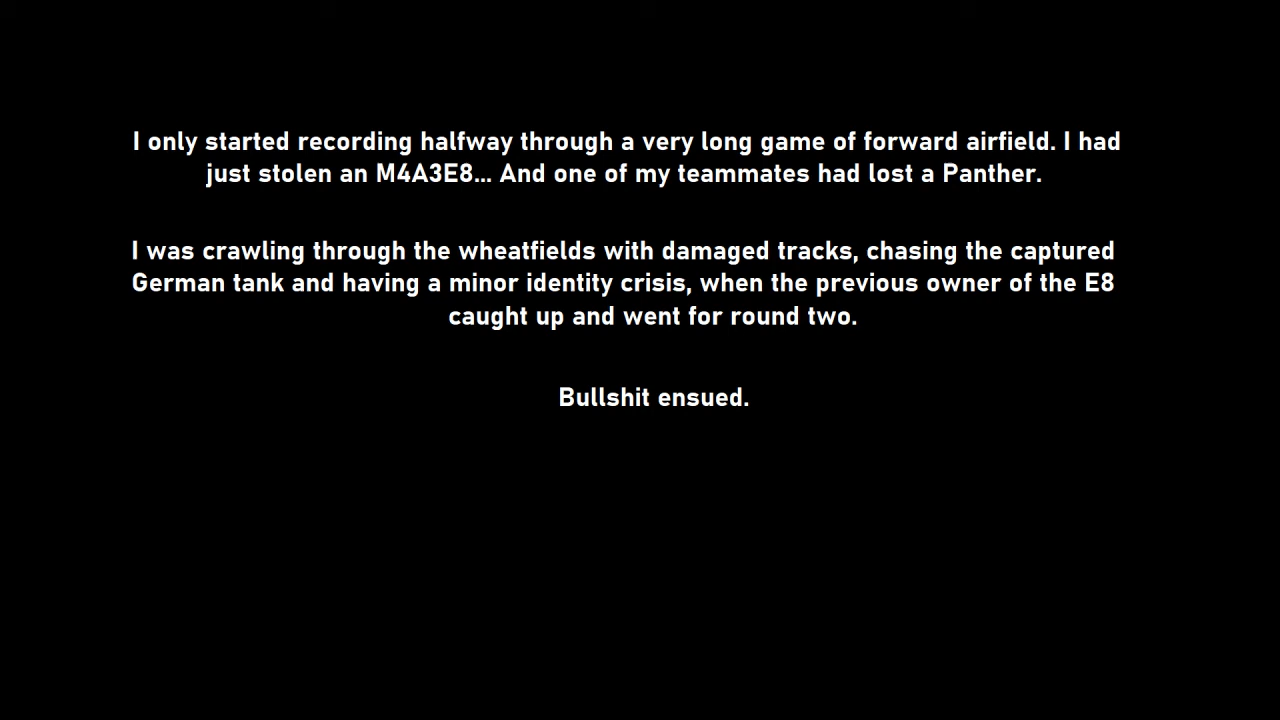 I only started recording halfway through a very long game of forward airfield. I had
just stolen an M4A3E8... And one of my teammates had lost a Panther.
I was crawling through the wheatfields with damaged tracks, chasing the captured
German tank and having a minor identity crisis, when the previous owner of the E8
caught up and went for round two.
Bullshit ensued.